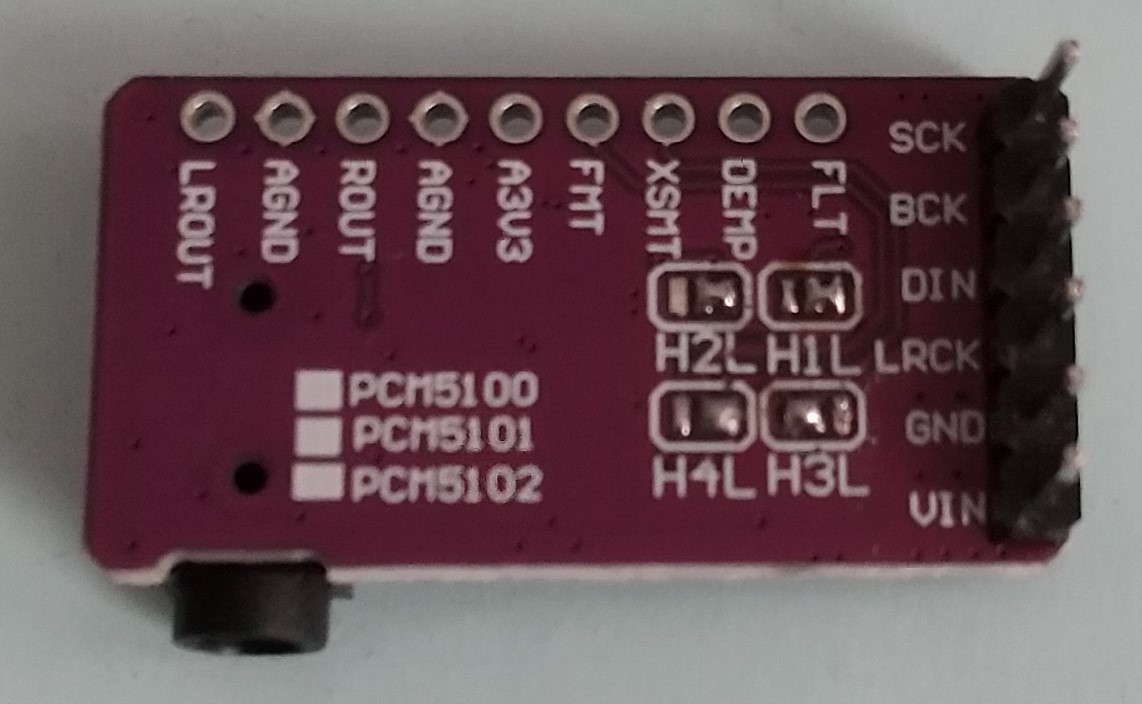 LROUT
AGND
ROUT
AGND
A3V3
FMT
XSMT
DEMP
FLT
SCK
BCK
DIN
LRCK
GND
VIN
H2L
H1L
H4L
H3L
PCM5100
PCM5101
PCM5102